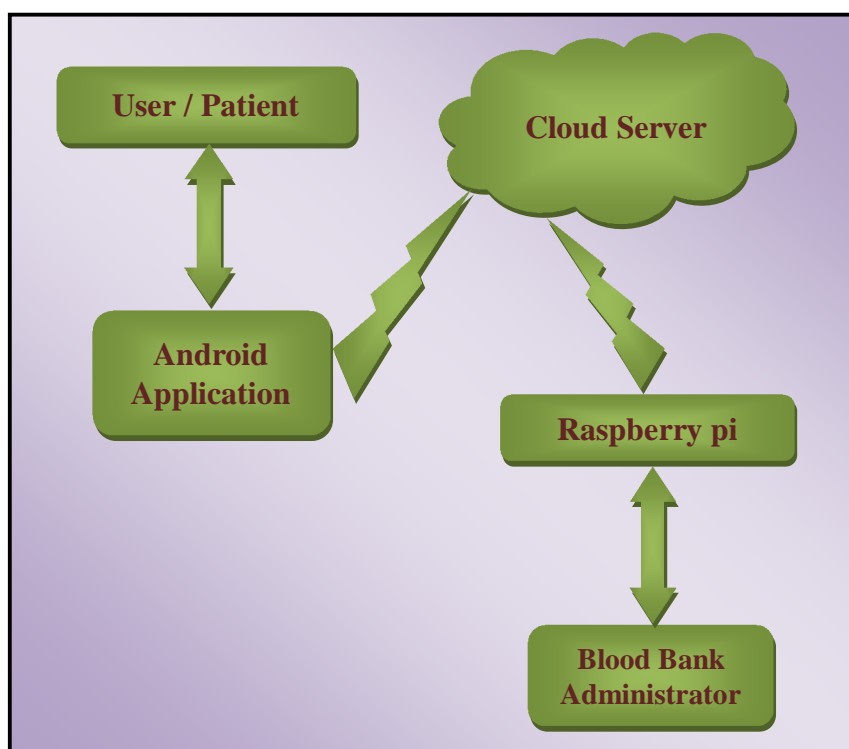 User / Patient
Cloud Server
Android
Application
Raspberry pi
Blood Bank
Administrator